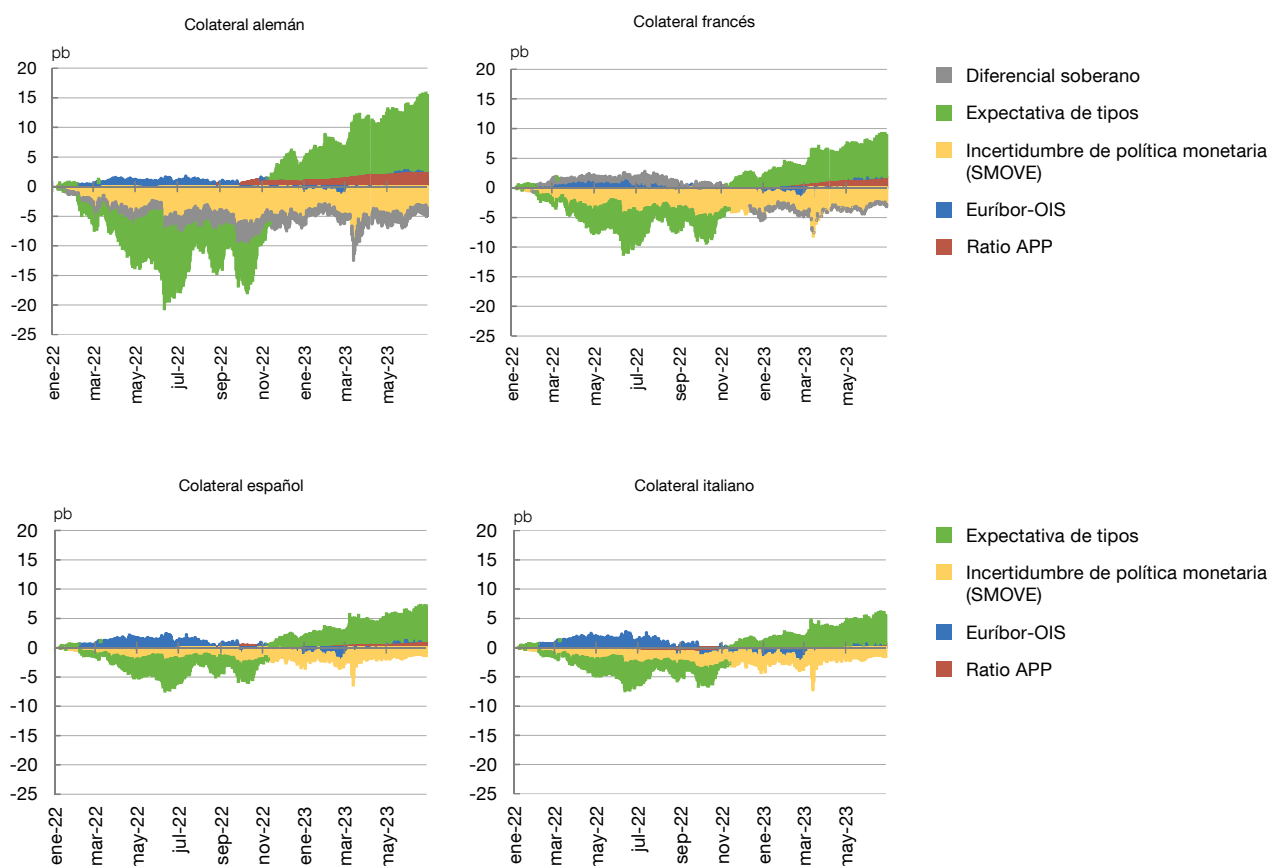 Colateral alemán
pb
20
15
10
5
0
-5
-10
-15
-20
-25
ene-22
mar-22
may-22
jul-22
sep-22
nov-22
ene-23
mar-23
may-23
Colateral francés
pb
20
15
10
5
0
-5
-10
-15
-20
-25
ene-22
mar-22
may-22
jul-22
sep-22
nov-22
ene-23
mar-23
may-23
Diferencial soberano
Expectativa de tipos
Incertidumbre de política monetaria
(SMOVE)
Euríbor-OIS
Ratio APP
Colateral español
pb
20
15
10
5
0
-5
-10
-15
-20
-25
ene-22
mar-22
may-22
jul-22
sep-22
nov-22
ene-23
mar-23
may-23
Colateral italiano
pb
20
15
10
5
0
-5
-10
-15
-20
-25
ene-22
mar-22
may-22
jul-22
sep-22
nov-22
ene-23
mar-23
may-23
Expectativa de tipos
Incertidumbre de política monetaria
(SMOVE)
Euríbor-OIS
Ratio APP